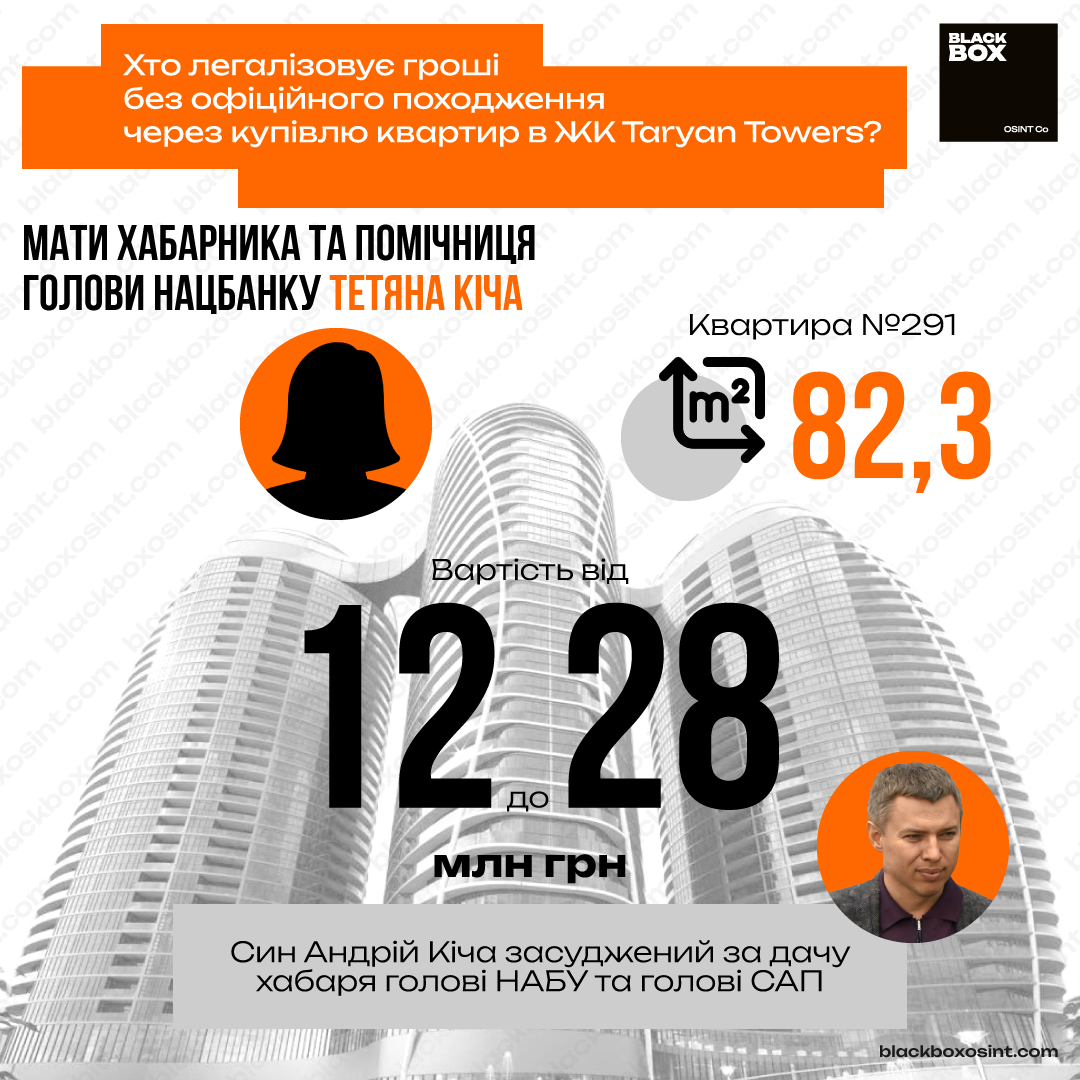 Хто легалізовує гроші
без офіційного походження
через купівлю квартир в ЖК Taryan Towers?
BLACK
BOX
OSINT Co
МАТИ ХАБАРНИКА ТА ПОМІЧНИЦЯ
ГОЛОВИ НАЦБАНКУ ТЕТЯНА КІЧА
Квартира №291
m²
82,3
Вартість від
12 до 28
млн грн
Син Андрій Кіча засуджений за дачу
хабаря голові НАБУ та голові САП
blackboxosint.com